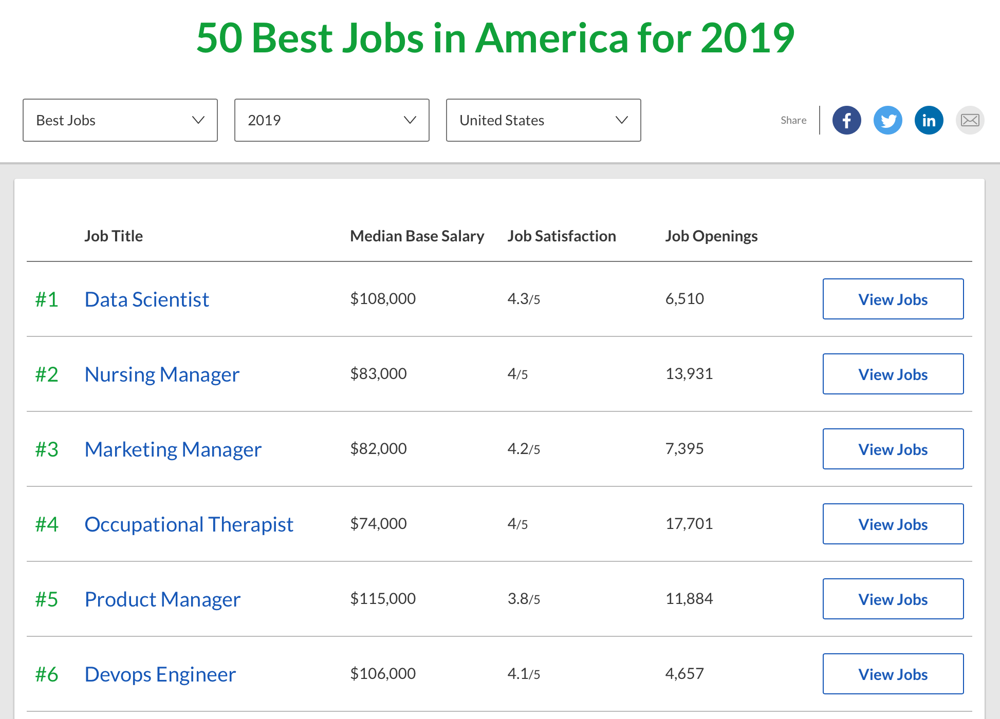 50 Best Jobs in America for 2019
Best Jobs 2019 United States Share
Job Title Median Base Salary Job Satisfaction Job Openings
#1 Data Scientist $108,000 4.3/5 6,510 View Jobs
#2 Nursing Manager $83,000 4/5 13,931 View Jobs
#3 Marketing Manager $82,000 4.2/5 7,395 View Jobs
#4 Occupational Therapist $74,000 4/5 17,701 View Jobs
#5 Product Manager $115,000 3.8/5 11,884 View Jobs
#6 Devops Engineer $106,000 4.1/5 4,657 View Jobs